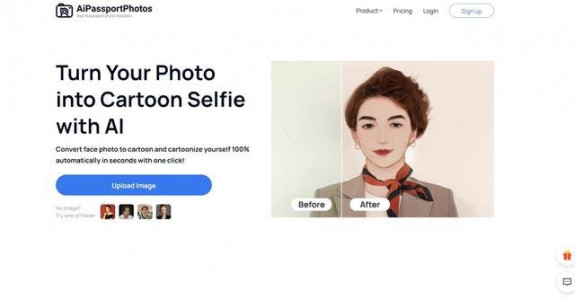 AiPassportPhotos
Your AI passport photo assistant
Product
Pricing
Login
Sign up
Turn Your Photo
into Cartoon Selfie
with AI
Convert face photo to cartoon and cartoonize yourself 100%
automatically in seconds with one click!
Upload Image
No image?
Try one of these:
Before
After